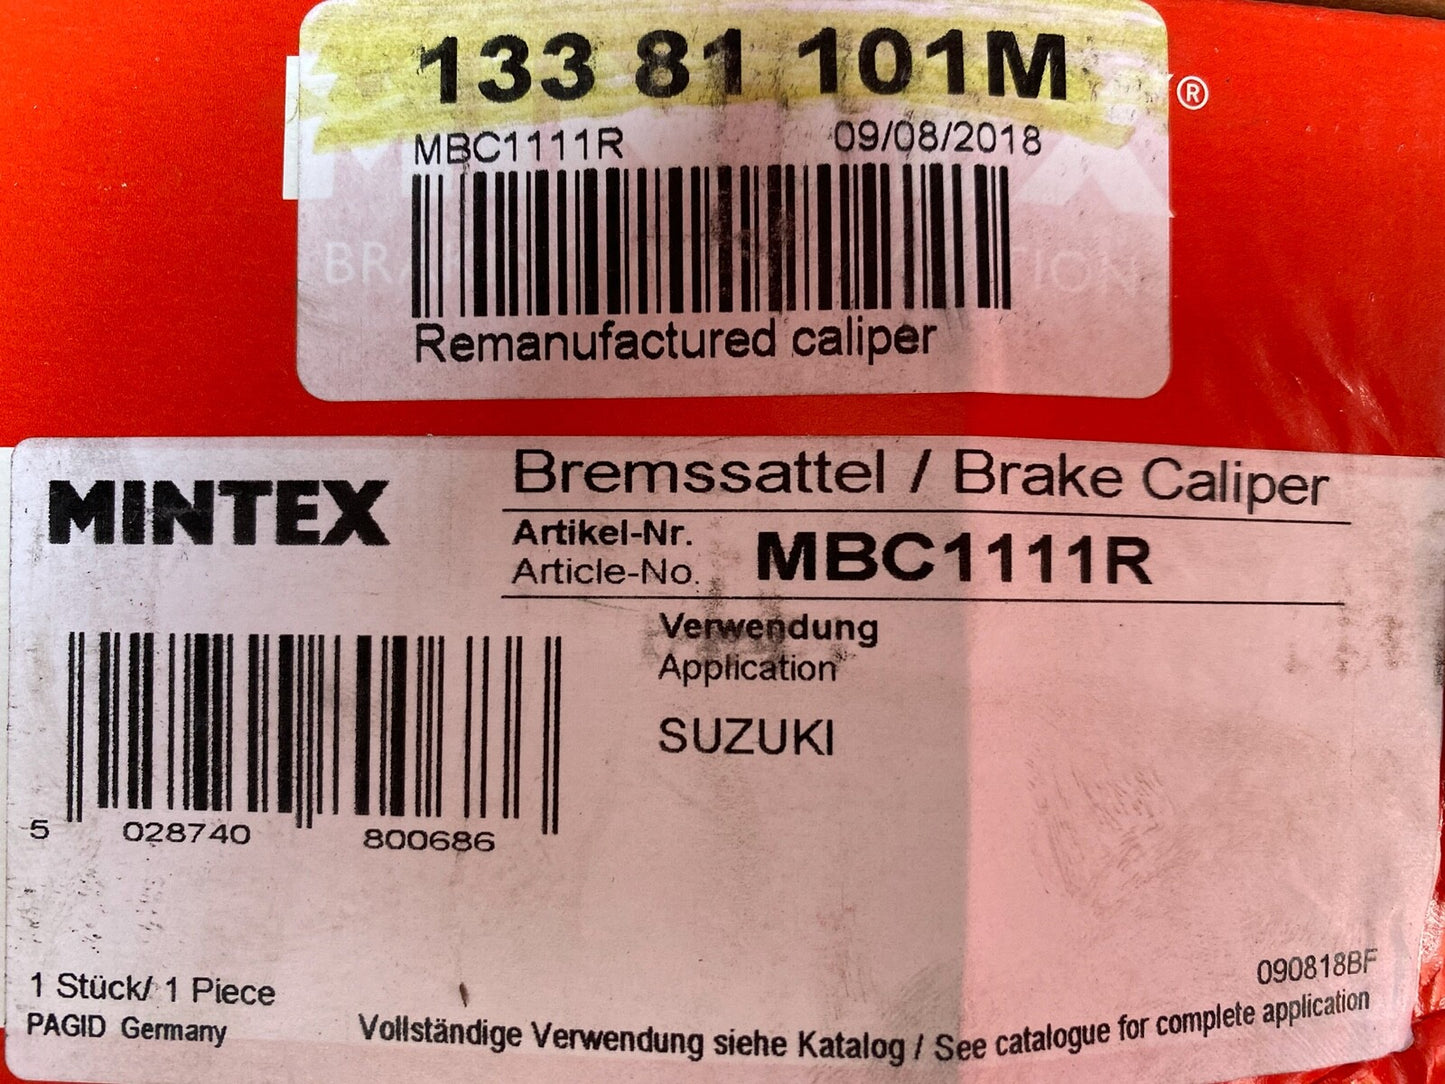 133 81 101M
®
MBC1111R 09/08/2018
Remanufactured caliper
MINTEX
Bremssattel / Brake Caliper
Artikel-Nr.
Article-No. MBC1111R
Verwendung
Application
SUZUKI
5 028740 800686
1 Stück/ 1 Piece
PAGID Germany
090818BF
Vollständige Verwendung siehe Katalog / See catalogue for complete application